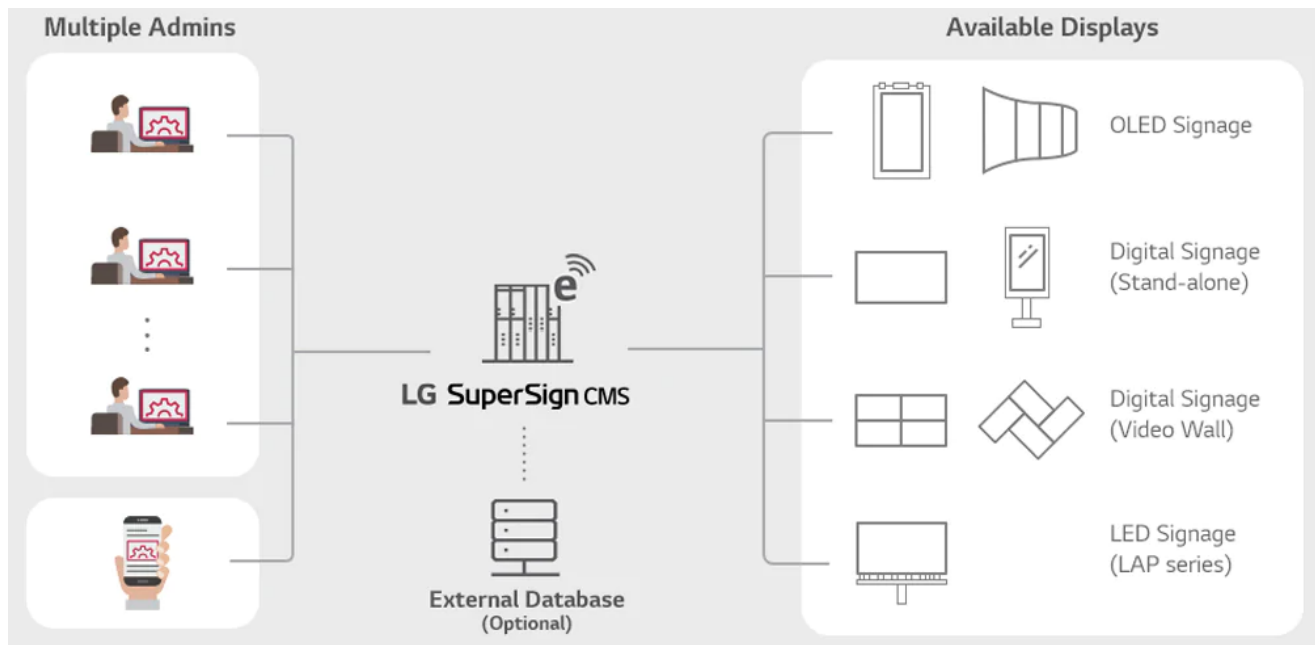 Multiple Admins
Available Displays
OLED Signage
Digital Signage
(Stand-alone)
e
LG SuperSign CMS
Digital Signage
(Video Wall)
LED Signage
(LAP series)
External Database
(Optional)